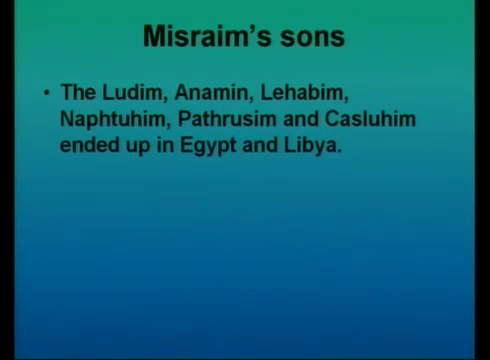 Misraim's sons
• The Ludim, Anamin, Lehabim,
Naphtuhim, Pathrusim and Casluhim
ended up in Egypt and Libya.